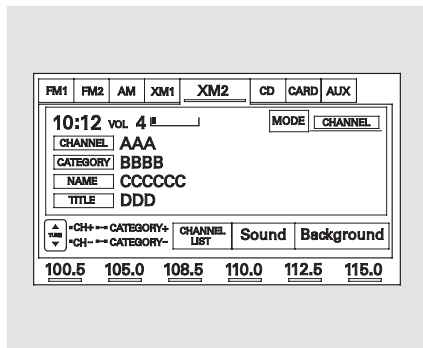 FM1 FM2 AM XM1 XM2 CD CARD AUX
10:12 VOL 4 MODE CHANNEL
CHANNEL AAA
CATEGORY BBBB
NAME CCCCCC
TITLE DDD
TUNE CH+ CATEGORY+ CHANNEL LIST Sound Background
CH- CATEGORY-
100.5 105.0 108.5 110.0 112.5 115.0